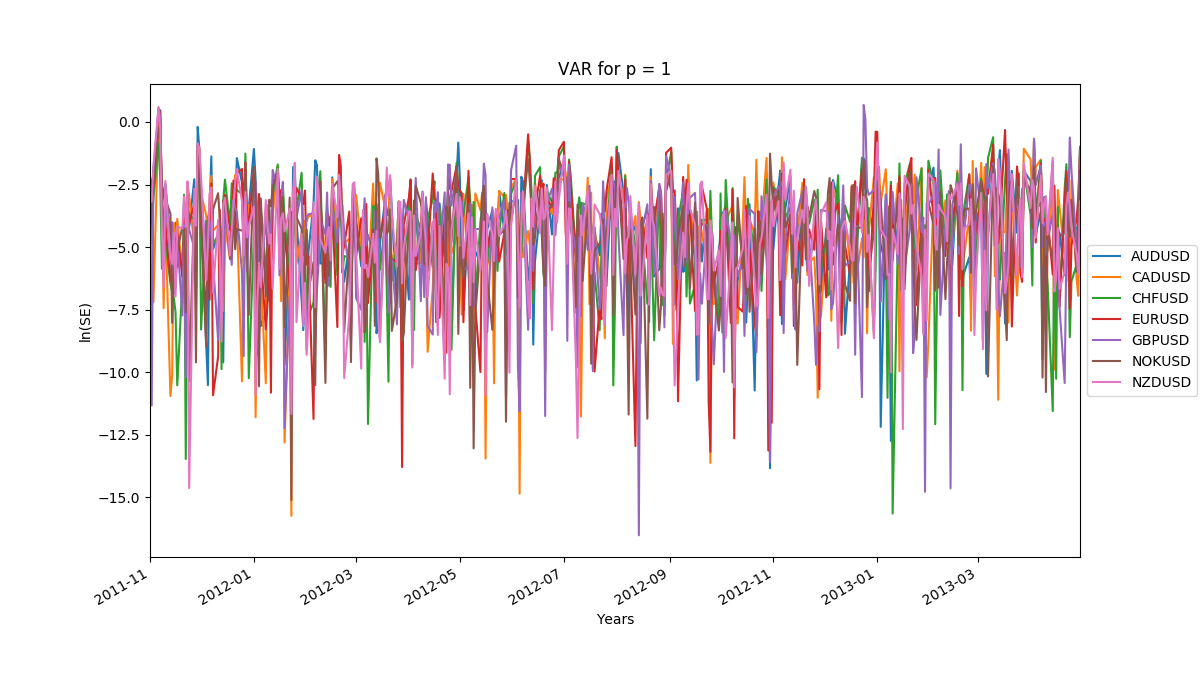 VAR for p = 1
ln(SE)
0.0
−2.5
−5.0
−7.5
−10.0
−12.5
−15.0
2011-11
2012-01
2012-03
2012-05
2012-07
2012-09
2012-11
2013-01
2013-03
Years
AUDUSD
CADUSD
CHFUSD
EURUSD
GBPUSD
NOKUSD
NZDUSD